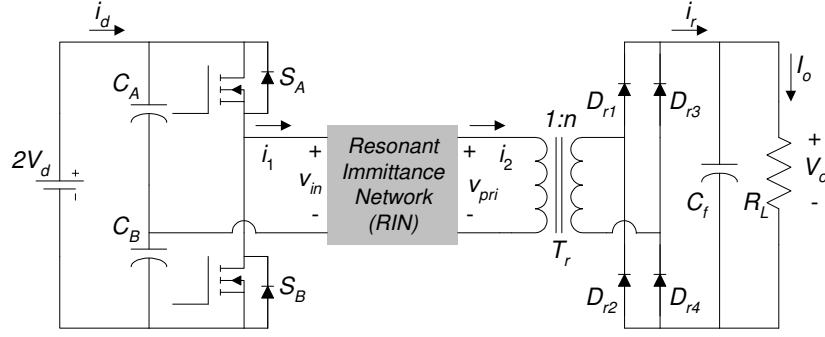 i_d
i_r
C_A
S_A
I_o
D_r1
D_r3
1:n
i_1
+
Resonant
Immittance
Network
(RIN)
+
i_2
2V_d
+
-
v_in
v_pri
+
V_o
-
C_f
R_L
C_B
-
-
T_r
S_B
D_r2
D_r4